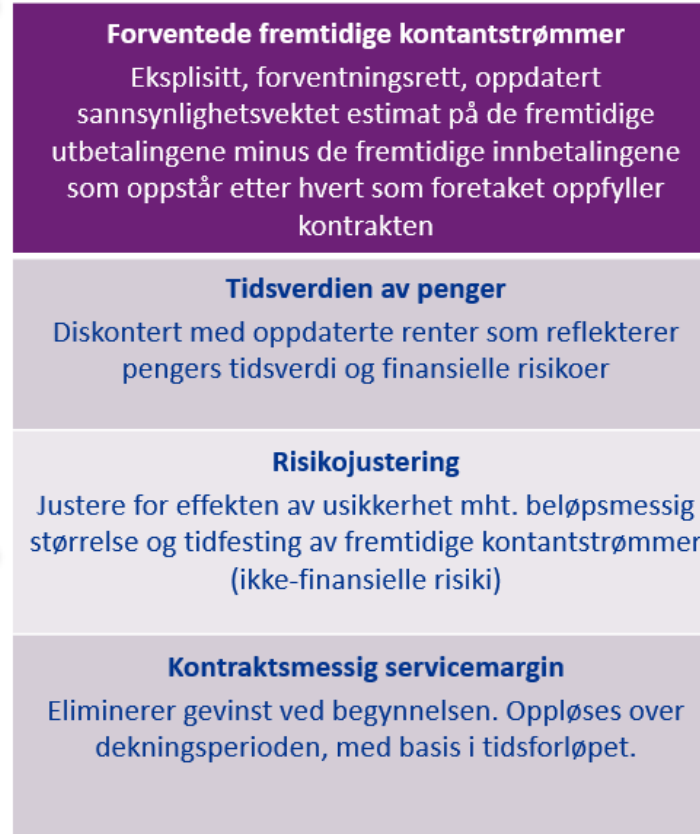 Forventede fremtidige kontantstrømmer
Eksplisitt, forventningsrett, oppdatert
sannsynlighetsvektet estimat på de fremtidige
utbetalingene minus de fremtidige innbetalingene
som oppstår etter hvert som foretaket oppfyller
kontrakten
Tidsverdien av penger
Diskontert med oppdaterte renter som reflekterer
pengers tidsverdi og finansielle risikoer
Risikojustering
Justere for effekten av usikkerhet mht. beløpsmessig
størrelse og tidfesting av fremtidige kontantstrømmer
(ikke-finansielle risiki)
Kontraktsmessig servicemargin
Eliminerer gevinst ved begynnelsen. Oppløses over
dekningsperioden, med basis i tidsforløpet.